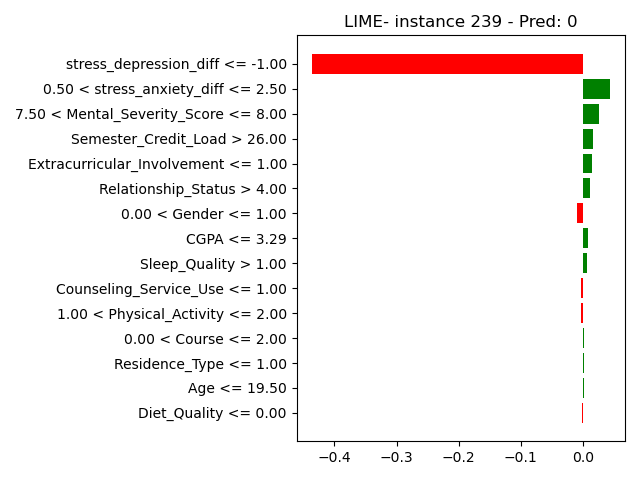 LIME- instance 239 - Pred: 0
stress_depression_diff <= -1.00
0.50 < stress_anxiety_diff <= 2.50
7.50 < Mental_Severity_Score <= 8.00
Semester_Credit_Load > 26.00
Extracurricular_Involvement <= 1.00
Relationship_Status > 4.00
0.00 < Gender <= 1.00
CGPA <= 3.29
Sleep_Quality > 1.00
Counseling_Service_Use <= 1.00
1.00 < Physical_Activity <= 2.00
0.00 < Course <= 2.00
Residence_Type <= 1.00
Age <= 19.50
Diet_Quality <= 0.00
−0.4 −0.3 −0.2 −0.1 0.0